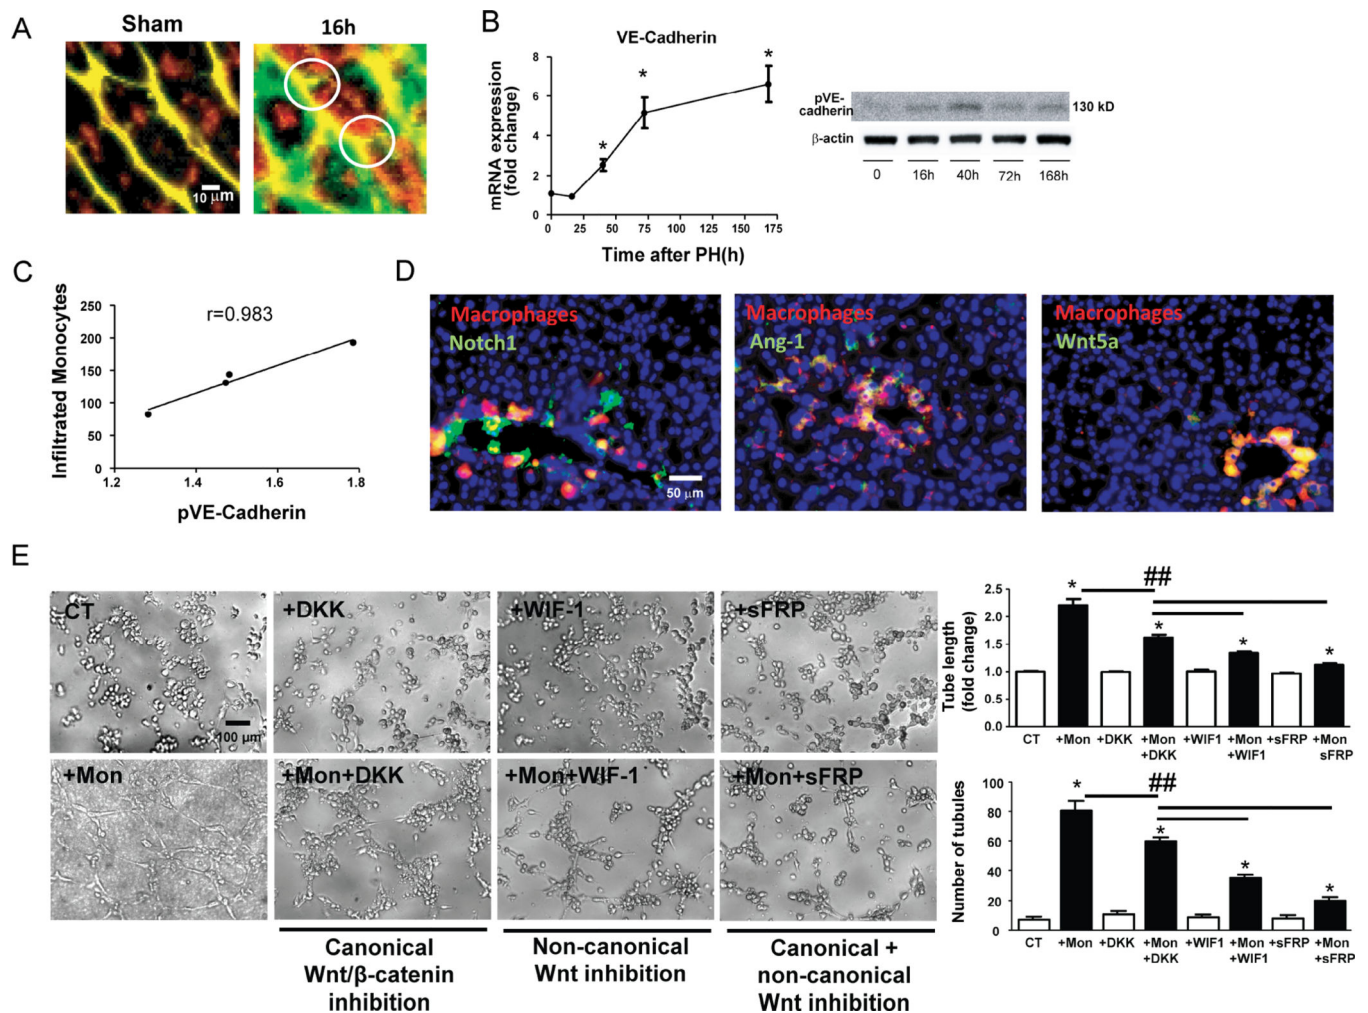 A
Sham
16h
10 μm
B
VE-Cadherin
mRNA expression
(fold change)
8
6
4
2
0
0 25 50 75 100 125 150 175
* * *
Time after PH(h)
pVE-
cadherin
130 kD
β-actin
0 16h 40h 72h 168h
C
Infiltrated Monocytes
r=0.983
250
200
150
100
50
0
1.2 1.4 1.6 1.8
pVE-Cadherin
D
Macrophages
Notch1
50 μm
Macrophages
Ang-1
Macrophages
Wnt5a
E
CT
100 μm
+DKK
+WIF-1
+sFRP
+Mon
+Mon+DKK
+Mon+WIF-1
+Mon+sFRP
Canonical
Wnt/β-catenin
inhibition
Non-canonical
Wnt inhibition
Canonical +
non-canonical
Wnt inhibition
Tube length
(fold change)
2.5
2.0
1.5
1.0
0.5
0.0
* ## * * *
CT +Mon +DKK +Mon +WIF1 +Mon +sFRP +Mon
+DKK +WIF1 sFRP
Number of tubules
100
80
60
40
20
0
* ## * * *
CT +Mon +DKK +Mon +WIF1 +Mon +sFRP +Mon
+DKK +WIF1 +sFRP